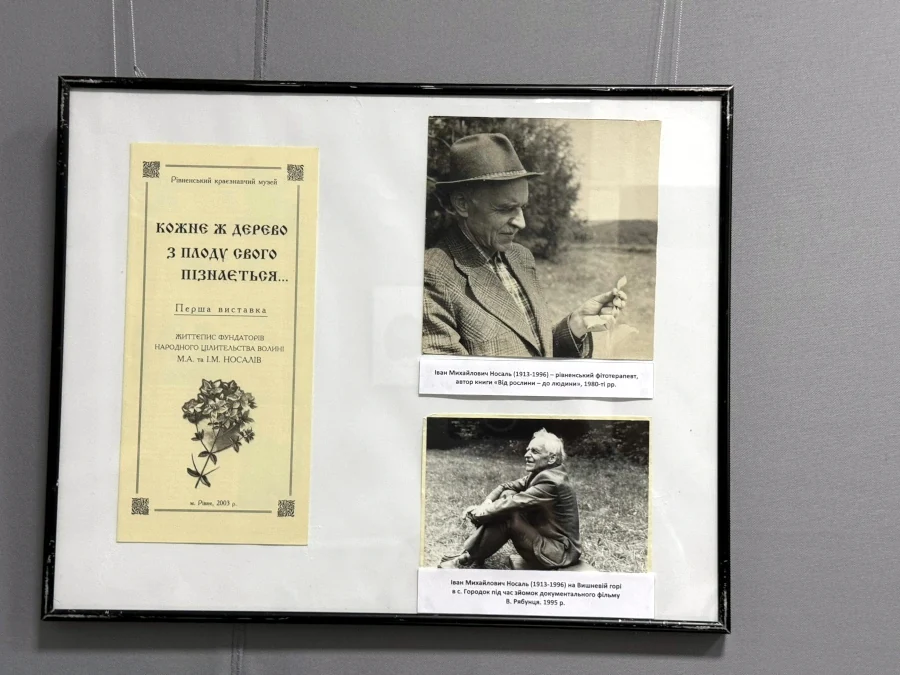 Рівненський краєзнавчий музей
КОЖНЕ Ж ДЕРЕВО
З ПЛОДУ СВОГО
ПІЗНАЄТЬСЯ...
Перша виставка
ЖИТТЄПИС ФУНДАТОРІВ
НАРОДНОГО ЦІЛИТЕЛЬСТВА ВОЛИНІ
М.А. та І.М. НОСАЛІВ
м. Рівне, 2003 р.
Іван Михайлович Носаль (1913-1996) – рівненський фітотерапевт,
автор книги «Від рослини – до людини», 1980-ті рр.
Іван Михайлович Носаль (1913-1996) на Вишневій горі
в с. Городок під час зйомок документального фільму
В. Рябунця. 1995 р.